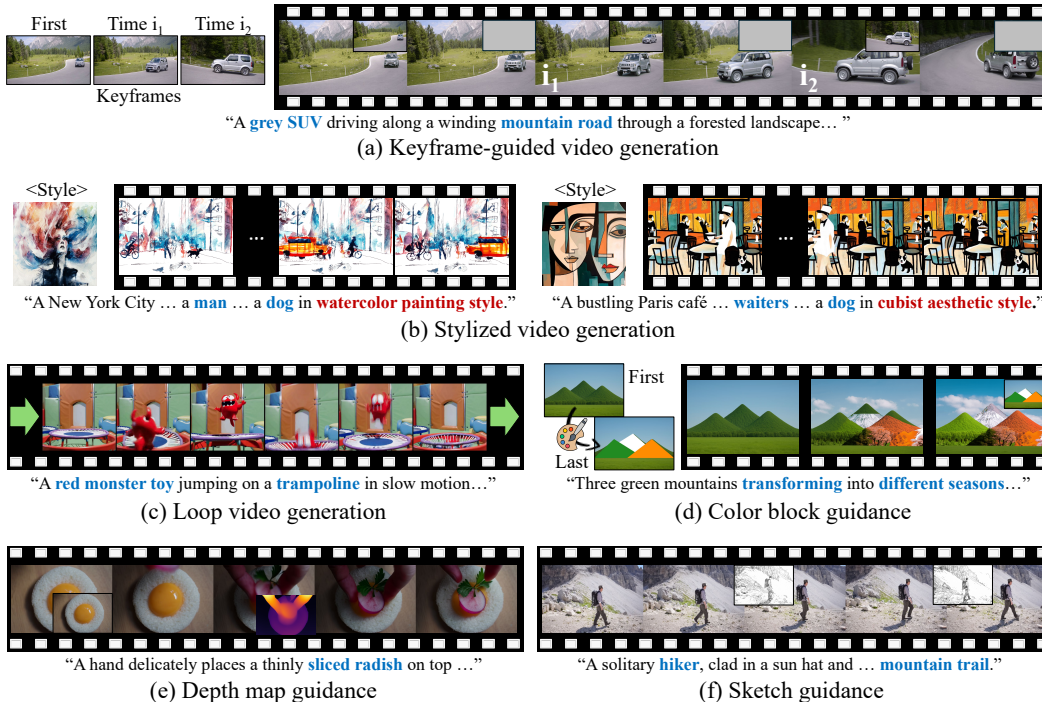 First Time i₁ Time i₂
Keyframes
i₁ i₂
“A grey SUV driving along a winding mountain road through a forested landscape… ”
(a) Keyframe-guided video generation
<Style> <Style>
... ...
“A New York City … a man … a dog in watercolor painting style.” “A bustling Paris café … waiters … a dog in cubist aesthetic style.”
(b) Stylized video generation
First
Last
“A red monster toy jumping on a trampoline in slow motion…” “Three green mountains transforming into different seasons…”
(c) Loop video generation (d) Color block guidance
“A hand delicately places a thinly sliced radish on top …” “A solitary hiker, clad in a sun hat and … mountain trail.”
(e) Depth map guidance (f) Sketch guidance